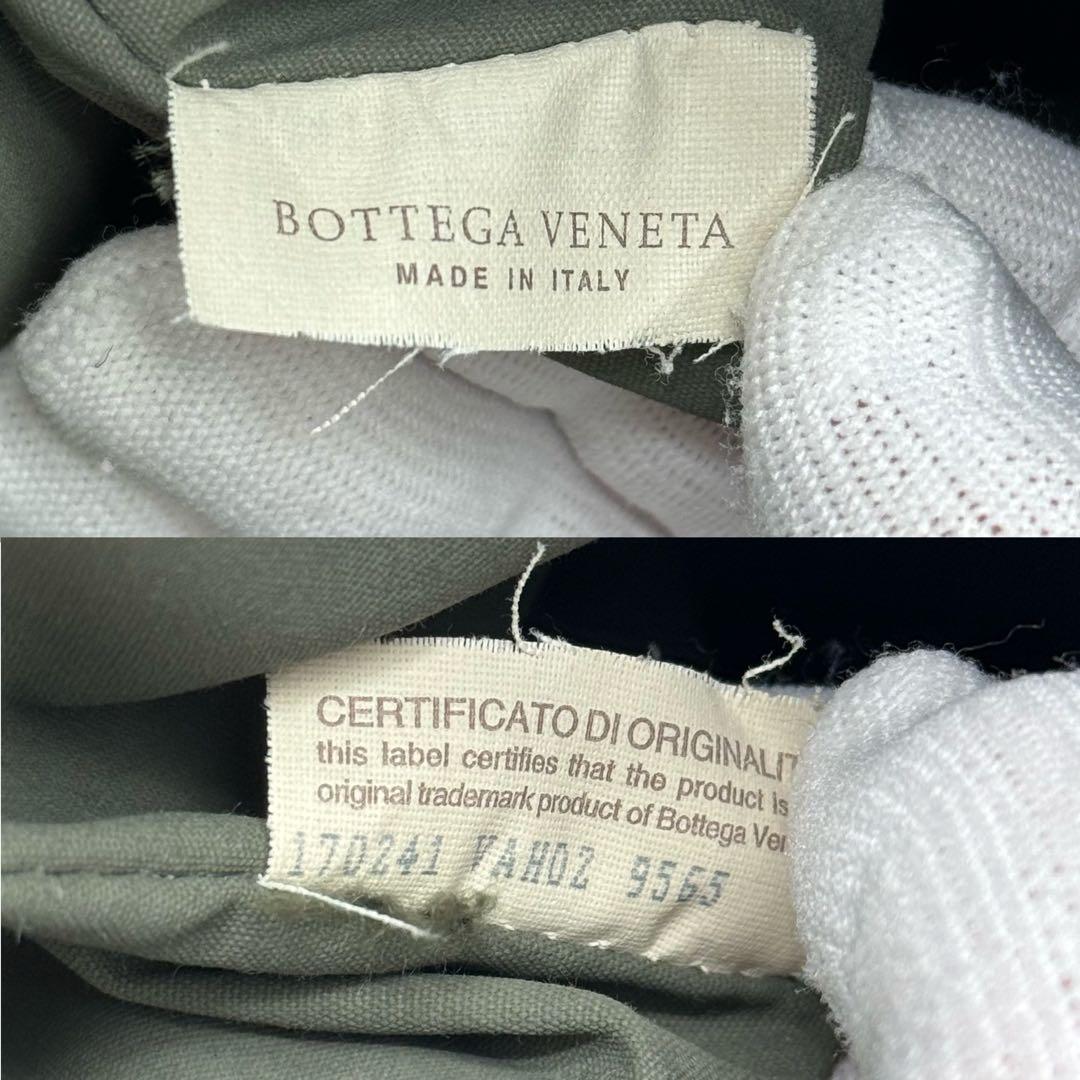 BOTTEGA VENETA
MADE IN ITALY
CERTIFICATO DI ORIGINALIT
this label certifies that the product is
original trademark product of Bottega Ven
170241 VAHOZ 9565